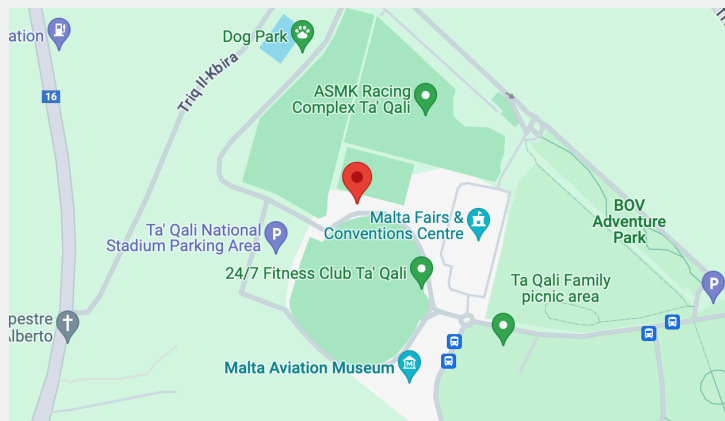 ation
Dog Park
Triq Il-Kbira
16
ASMK Racing
Complex Ta' Qali
Malta Fairs &
Conventions Centre
BOV
Adventure
Park
Ta' Qali National
Stadium Parking Area
P
24/7 Fitness Club Ta' Qali
Ta Qali Family
picnic area
P
pestre
Alberto
Malta Aviation Museum
M